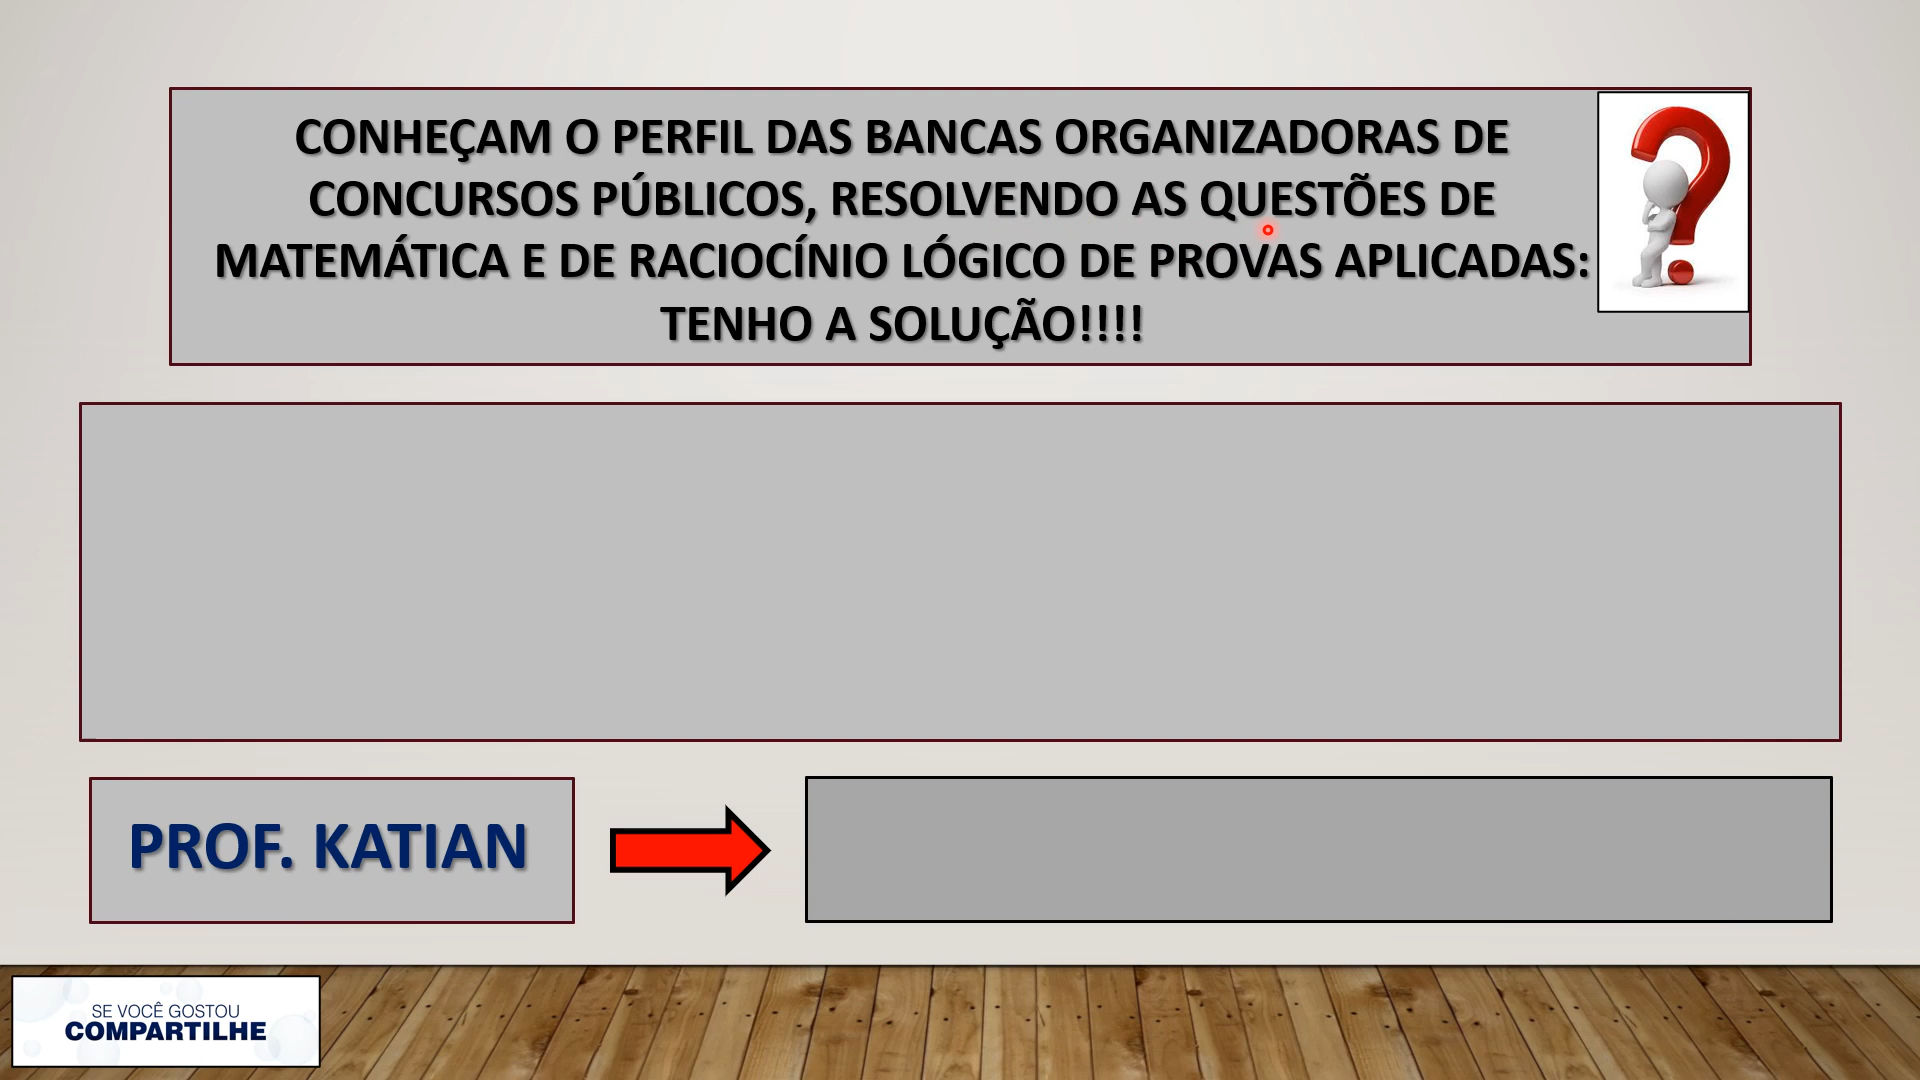 CONHEÇAM O PERFIL DAS BANCAS ORGANIZADORAS DE
CONCURSOS PÚBLICOS, RESOLVENDO AS QUESTÕES DE
MATEMÁTICA E DE RACIOCÍNIO LÓGICO DE PROVAS APLICADAS:
TENHO A SOLUÇÃO!!!!
PROF. KATIAN
SE VOCÊ GOSTOU
COMPARTILHE